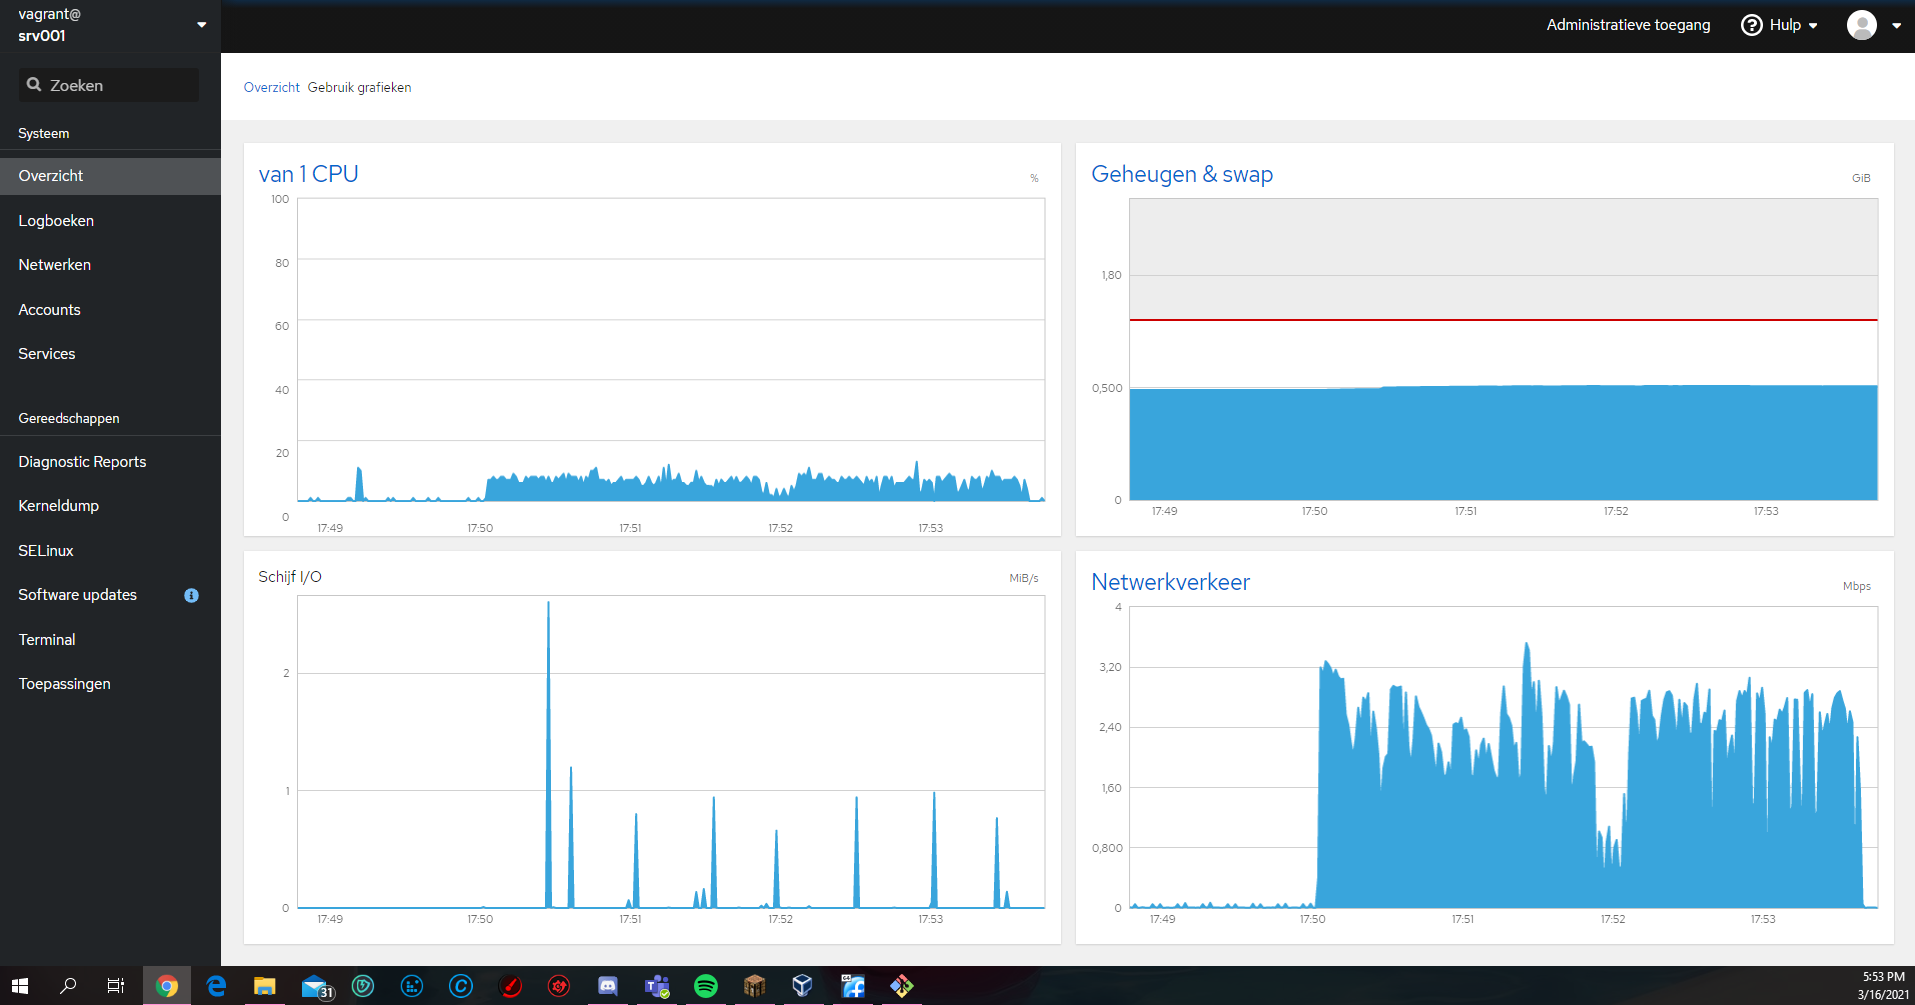 vagrant@
srv001
Administratieve toegang
Hulp
Zoeken
Overzicht Gebruik grafieken
Systeem
Overzicht
Logboeken
Netwerken
Accounts
Services
Gereedschappen
Diagnostic Reports
Kerneldump
SELinux
Software updates
Terminal
Toepassingen
van 1 CPU
%
100
80
60
40
20
0
17:49 17:50 17:51 17:52 17:53
Geheugen & swap
GiB
1,80
0,500
0
17:49 17:50 17:51 17:52 17:53
Schijf I/O
MiB/s
2
1
0
17:49 17:50 17:51 17:52 17:53
Netwerkverkeer
Mbps
4
3,20
2,40
1,60
0,800
0
17:49 17:50 17:51 17:52 17:53
31
5:53 PM
3/16/2021